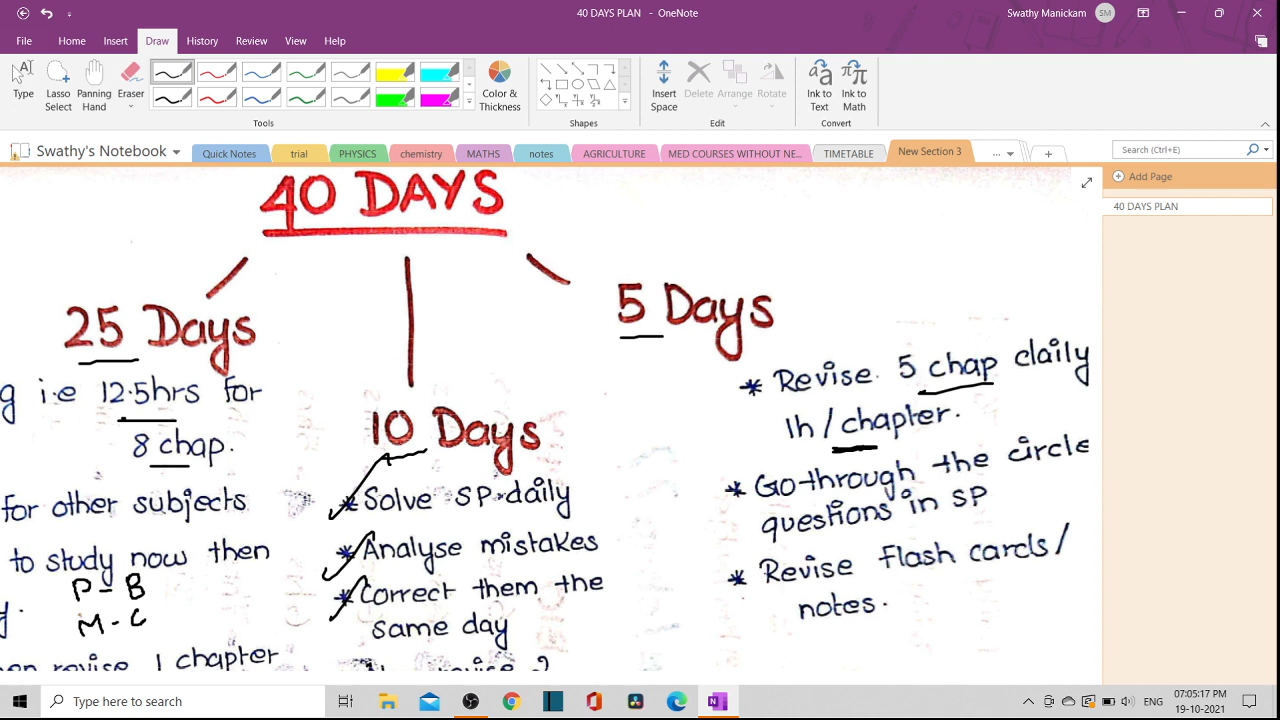 40 DAYS PLAN - OneNote
Swathy Manickam SM
File Home Insert Draw History Review View Help
Type
Lasso Select
Panning Hand
Eraser
Color & Thickness
Insert Space
Delete
Arrange
Rotate
Ink to Text
Ink to Math
Tools
Shapes
Edit
Convert
Swathy's Notebook
Quick Notes trial PHYSICS chemistry MATHS notes AGRICULTURE MED COURSES WITHOUT NE... TIMETABLE New Section 3 ...
Search (Ctrl+E)
Add Page
40 DAYS PLAN
40 DAYS
25 Days
g i.e 12.5hrs for
8 chap.
for other subjects
to study now then
P - B
M - C
y.
revise 1 chapter
10 Days
* Solve SP daily
* Analyse mistakes
* Correct them the
same day
5 Days
* Revise 5 chap daily
1h / chapter.
* Go through the circle
questions in SP
* Revise flash cards /
notes.
Type here to search
ENG
07:05:17 PM
19-10-2021